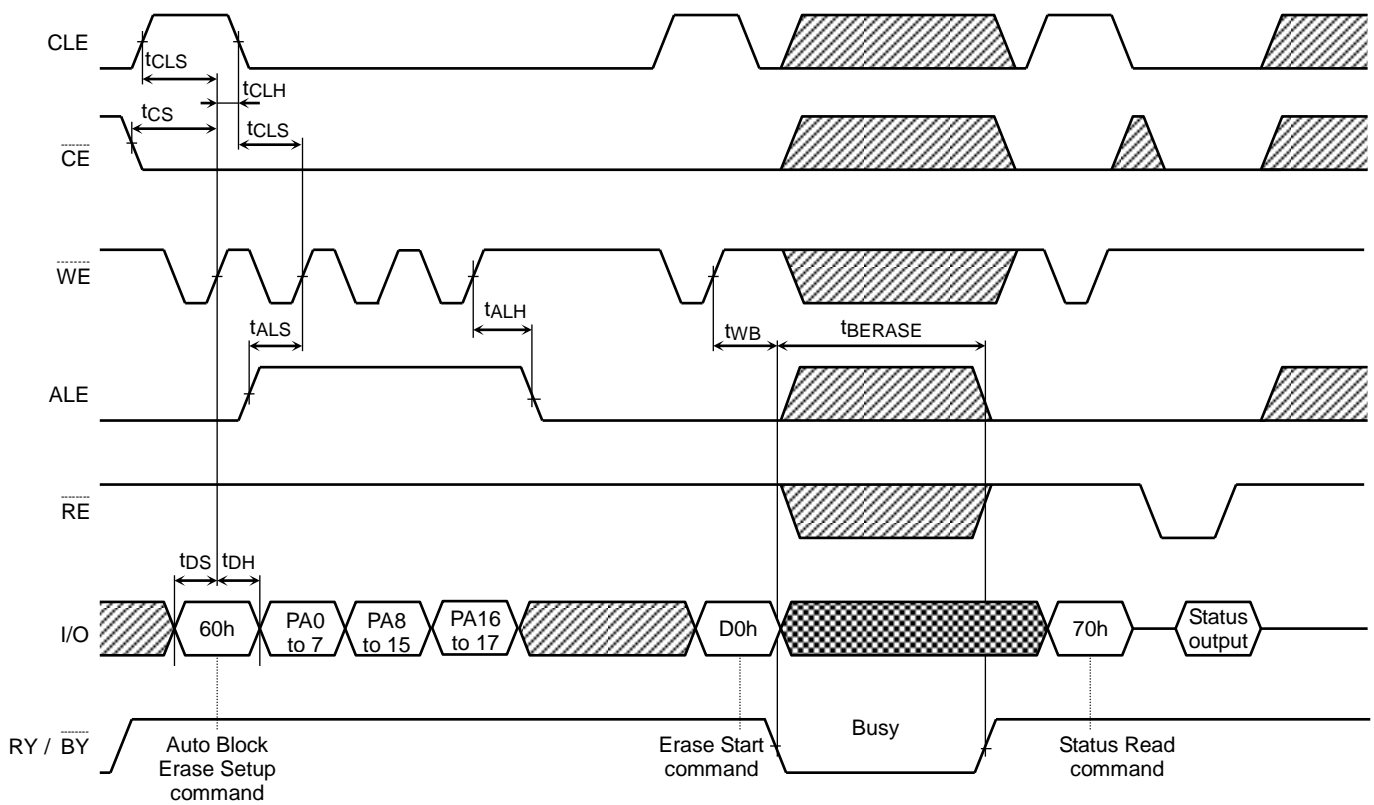 CLE
tCLS
tCLH
tCS
tCLS
CE
WE
tALS
tALH
tWB
tBERASE
ALE
RE
tDS
tDH
I/O
60h
PA0
to 7
PA8
to 15
PA16
to 17
D0h
70h
Status
output
RY / BY
Busy
Auto Block
Erase Setup
command
Erase Start
command
Status Read
command